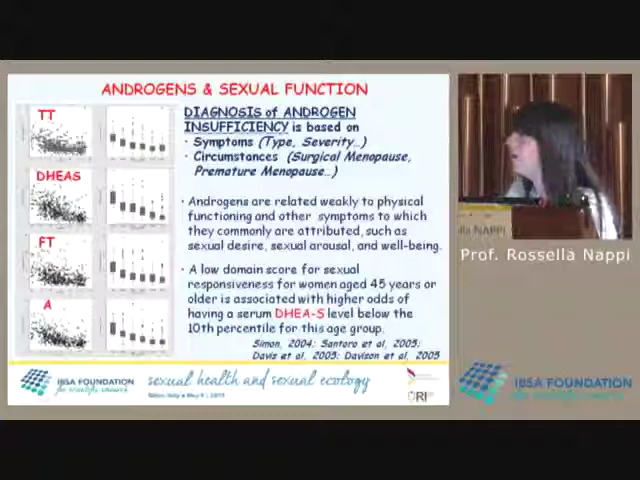 ANDROGENS & SEXUAL FUNCTION
TT
DHEAS
FT
A
DIAGNOSIS of ANDROGEN
INSUFFICIENCY is based on
• Symptoms (Type, Severity…)
• Circumstances (Surgical Menopause,
Premature Menopause…)
• Androgens are related weakly to physical
functioning and other symptoms to which
they commonly are attributed, such as
sexual desire, sexual arousal, and well-being.
• A low domain score for sexual
responsiveness for women aged 45 years or
older is associated with higher odds of
having a serum DHEA-S level below the
10th percentile for this age group.
Simon, 2004; Santoro et al, 2005;
Davis et al, 2005; Davison et al, 2005
IBSA FOUNDATION
for scientific research
sexual health and sexual ecology
ORI
NAPPI
Prof. Rossella Nappi
IBSA FOUNDATION
for scientific research